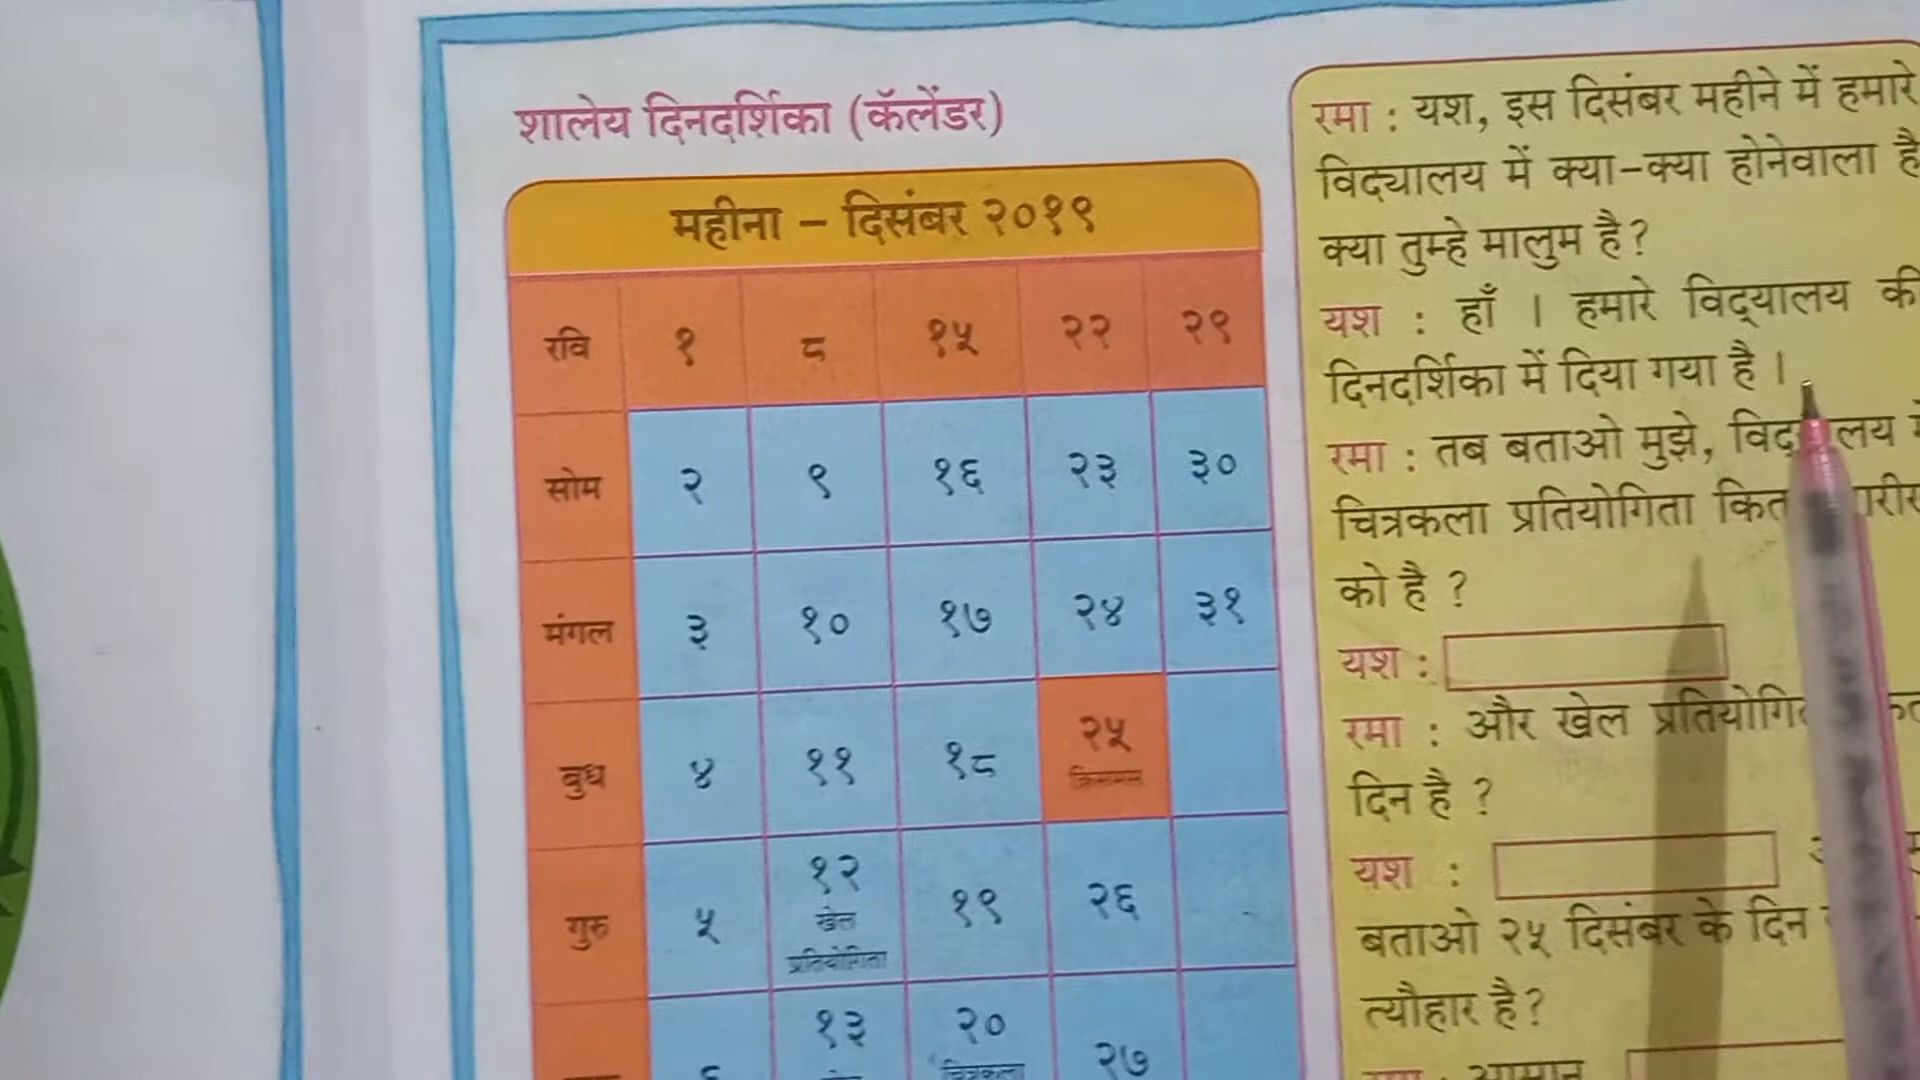 शालेय दिनदर्शिका (कॅलेंडर)
महीना – दिसंबर २०१९
रवि १ ८ १५ २२ २९
सोम २ ९ १६ २३ ३०
मंगल ३ १० १७ २४ ३१
बुध ४ ११ १८ २५
क्रिसमस
गुरु ५ १२ १९ २६
खेल
प्रतियोगिता
१३ २० २७
चित्रकला
रमा : यश, इस दिसंबर महीने में हमारे
विद्यालय में क्या-क्या होनेवाला है
क्या तुम्हे मालुम है ?
यश : हाँ । हमारे विद्यालय की
दिनदर्शिका में दिया गया है ।
रमा : तब बताओ मुझे,
चित्रकला प्रतियोगिता
को है ?
यश :
रमा : और खेल
दिन है ?
यश :
बताओ २५ दिसंबर के दिन
त्यौहार है?